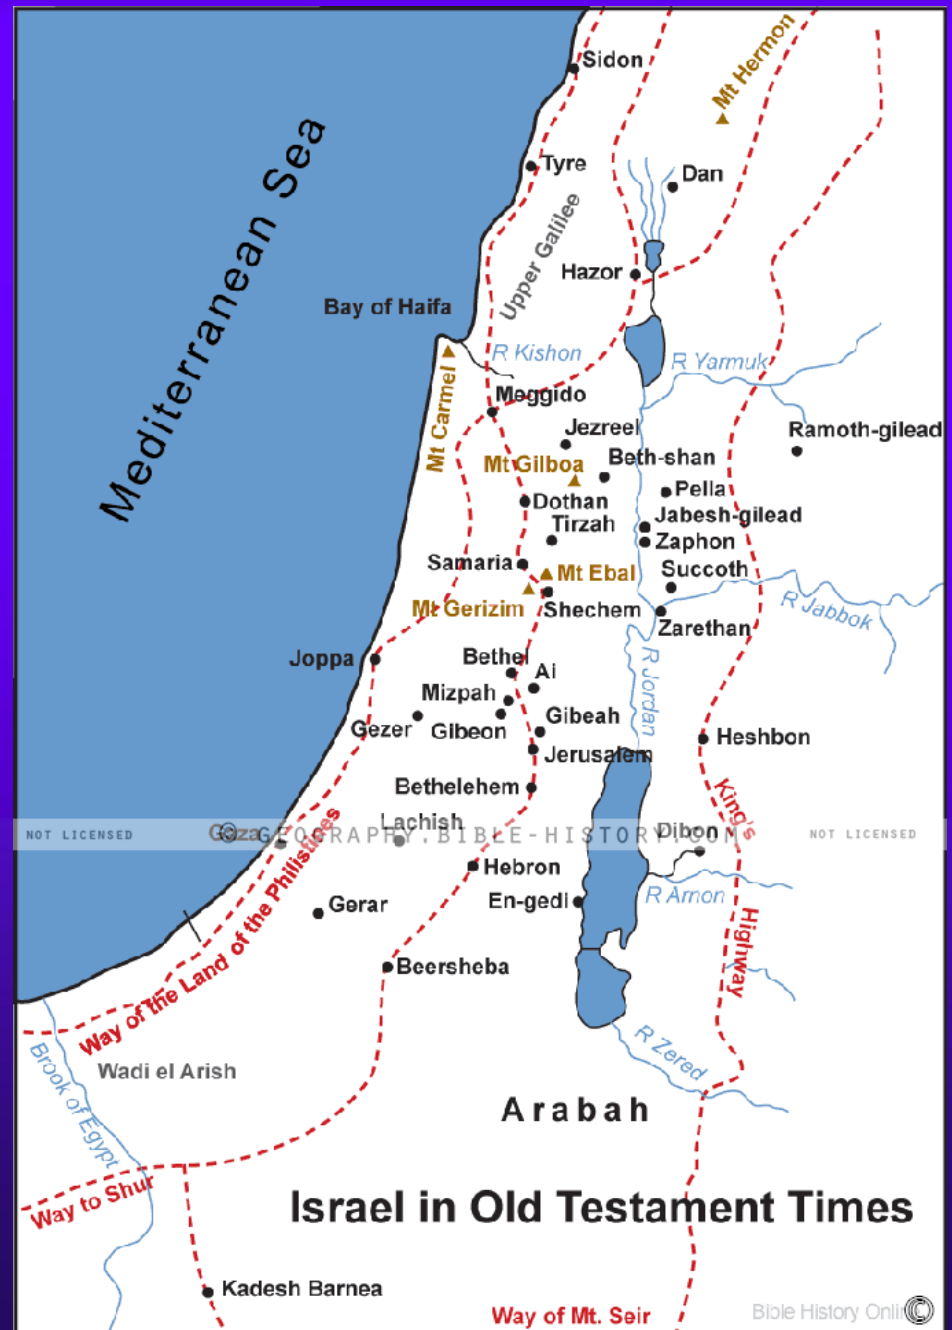 Mt Hermon
Sidon
Mediterranean Sea
Tyre
Dan
Upper Galilee
Hazor
Bay of Haifa
R Kishon
R Yarmuk
Mt Carmel
Meggido
Jezreel
Ramoth-gilead
Mt Gilboa
Beth-shan
Pella
Dothan
Jabesh-gilead
Tirzah
Zaphon
Samaria
Mt Ebal
Succoth
Mt Gerizim
Shechem
R Jabbok
Zarethan
Joppa
Bethel
Ai
R Jordan
Mizpah
Gezer
Gibeon
Gibeah
Heshbon
Jerusalem
Bethelehem
King's
Lachish
Dibon
NOT LICENSED
Gaza
© GEOGRAPHY.BIBLE-HISTORY.COM
NOT LICENSED
Hebron
En-gedi
R Arnon
Gerar
Highway
Beersheba
Way of the Land of the Philistines
R Zered
Brook of Egypt
Wadi el Arish
Arabah
Way to Shur
Israel in Old Testament Times
Kadesh Barnea
Way of Mt. Seir
Bible History Online
©